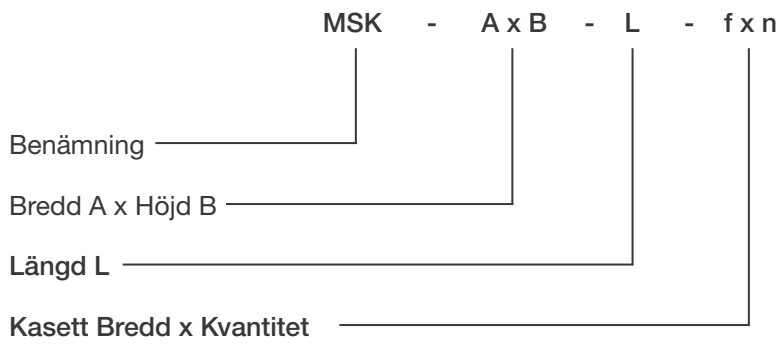 MSK - A x B - L - f x n
Benämning
Bredd A x Höjd B
Längd L
Kasett Bredd x Kvantitet